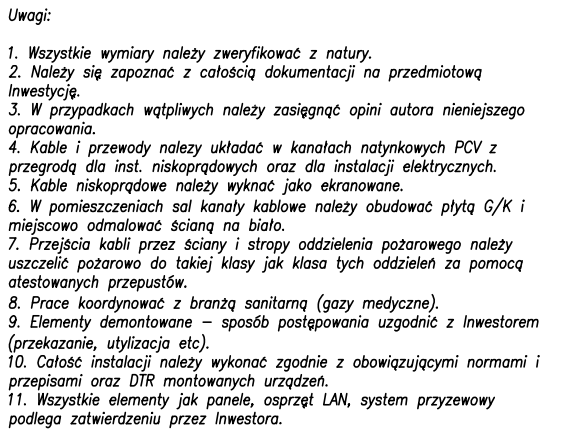 Uwagi:
1. Wszystkie wymiary należy zweryfikować z natury.
2. Należy się zapoznać z całością dokumentacji na przedmiotową
Inwestycję.
3. W przypadkach wątpliwych należy zasięgnąć opini autora nieniejszego
opracowania.
4. Kable i przewody nalezy układać w kanałach natynkowych PCV z
przegrodą dla inst. niskoprądowych oraz dla instalacji elektrycznych.
5. Kable niskoprądowe należy wyknać jako ekranowane.
6. W pomieszczeniach sal kanały kablowe należy obudować płytą G/K i
miejscowo odmalować ścianą na biało.
7. Przejścia kabli przez ściany i stropy oddzielenia pożarowego należy
uszczelić pożarowo do takiej klasy jak klasa tych oddzieleń za pomocą
atestowanych przepustów.
8. Prace koordynować z branżą sanitarną (gazy medyczne).
9. Elementy demontowane – sposób postępowania uzgodnić z Inwestorem
(przekazanie, utylizacja etc).
10. Całość instalacji należy wykonać zgodnie z obowiązującymi normami i
przepisami oraz DTR montowanych urządzeń.
11. Wszystkie elementy jak panele, osprzęt LAN, system przyzewowy
podlega zatwierdzeniu przez Inwestora.